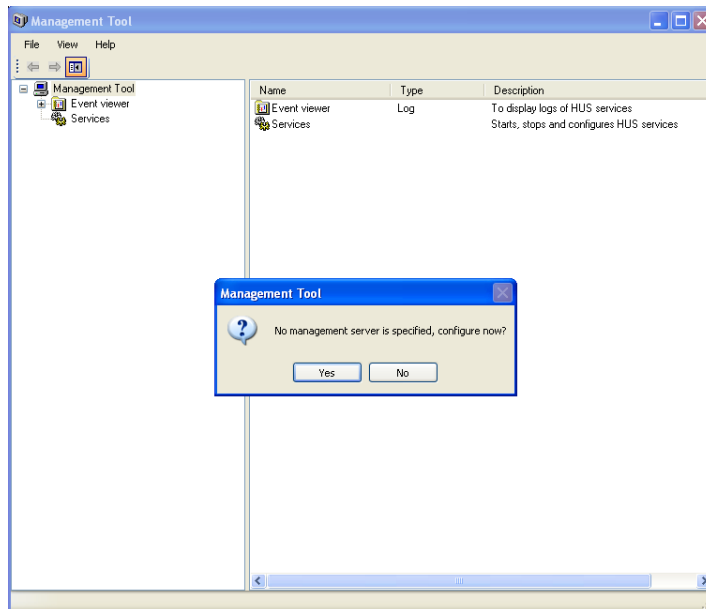 Management Tool
File View Help
Management Tool
Event viewer
Services
Name Type Description
Event viewer Log To display logs of HUS services
Services Starts, stops and configures HUS services
Management Tool
No management server is specified, configure now?
Yes No